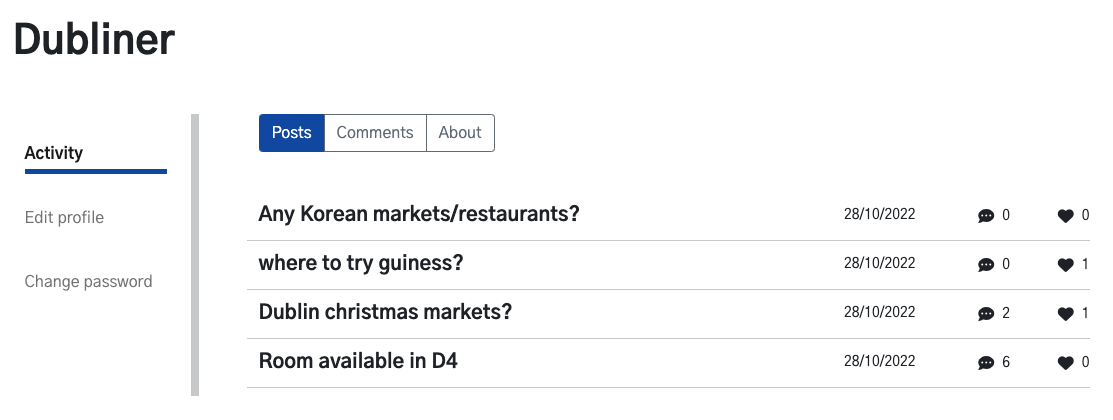 Dubliner
Activity
Edit profile
Change password
Posts Comments About
Any Korean markets/restaurants? 28/10/2022 0 0
where to try guiness? 28/10/2022 0 1
Dublin christmas markets? 28/10/2022 2 1
Room available in D4 28/10/2022 6 0